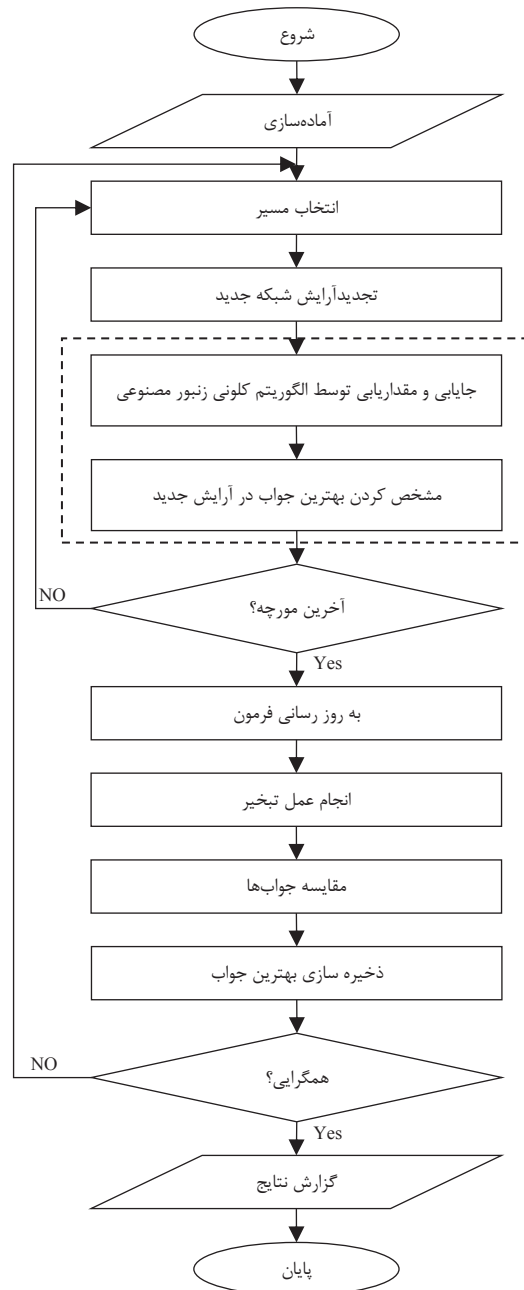 شروع
آماده‌سازی
انتخاب مسیر
تجدیدآرایش شبکه جدید
جایابی و مقداریابی توسط الگوریتم کلونی زنبور مصنوعی
مشخص کردن بهترین جواب در آرایش جدید
آخرین مورچه؟
NO
Yes
به روز رسانی فرمون
انجام عمل تبخیر
مقایسه جواب‌ها
ذخیره سازی بهترین جواب
همگرایی؟
NO
Yes
گزارش نتایج
پایان